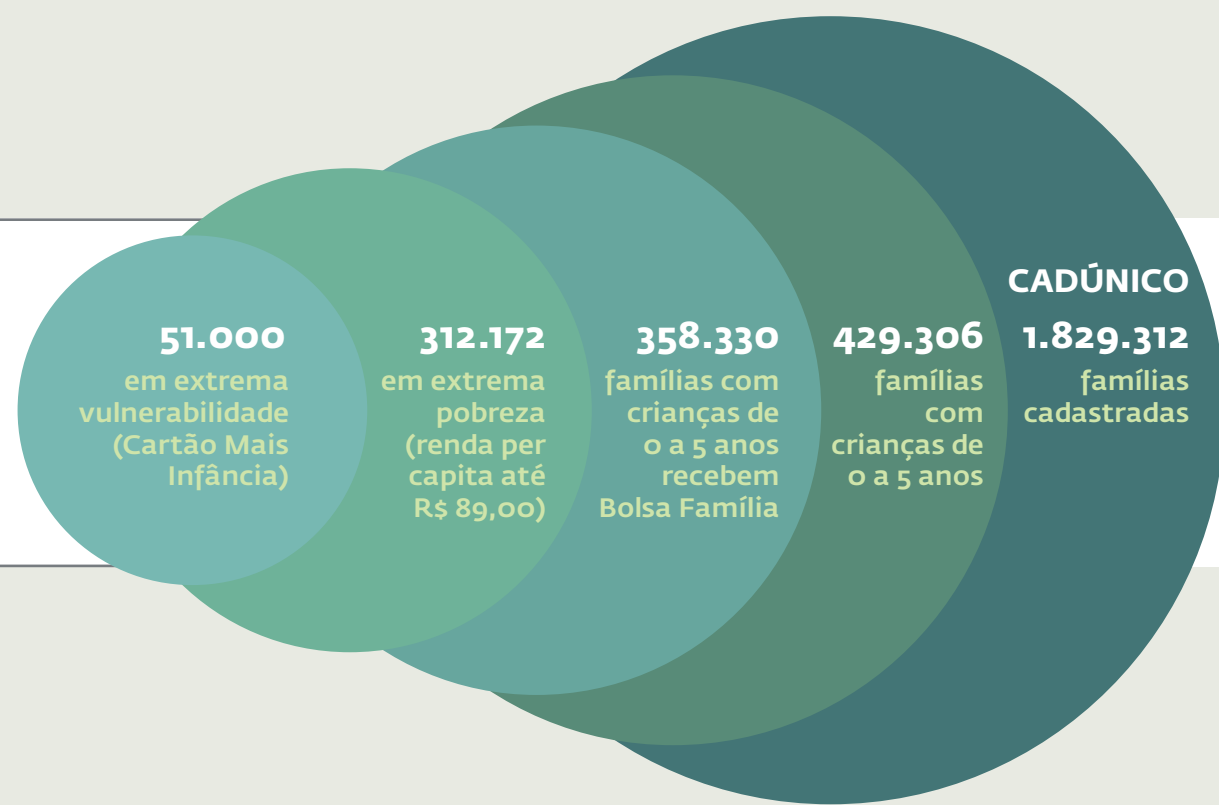 51.000
em extrema
vulnerabilidade
(Cartão Mais
Infância)
312.172
em extrema
pobreza
(renda per
capita até
R$ 89,00)
358.330
famílias com
crianças de
0 a 5 anos
recebem
Bolsa Família
429.306
famílias
com
crianças de
0 a 5 anos
CADÚNICO
1.829.312
famílias
cadastradas